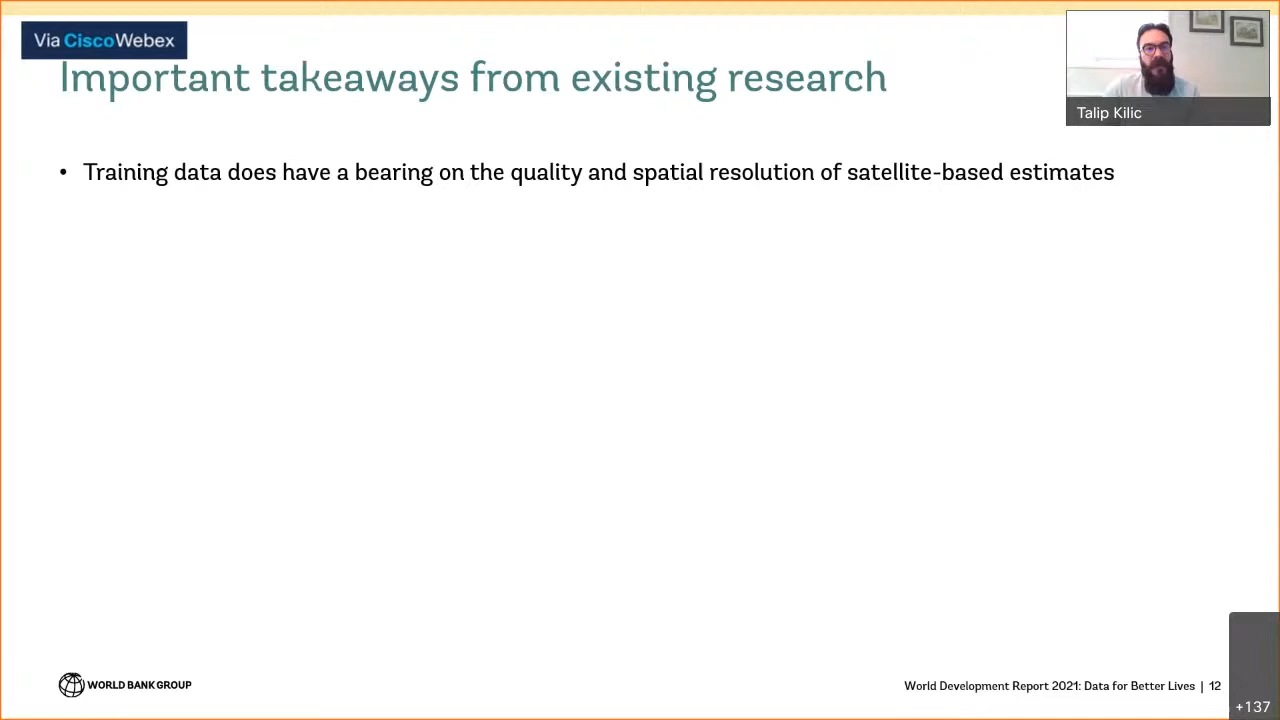 Via CiscoWebex
Important takeaways from existing research
Talip Kilic
• Training data does have a bearing on the quality and spatial resolution of satellite-based estimates
WORLD BANK GROUP
World Development Report 2021: Data for Better Lives | 12
+137